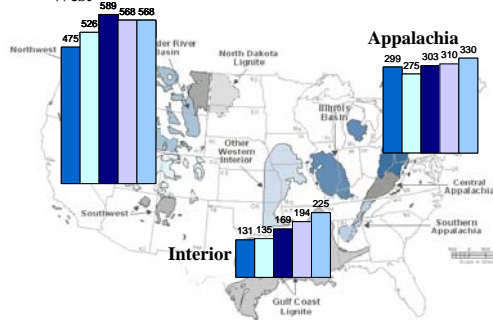 475
526
589
568
568
Northwest
der River
Basin
North Dakota
Lignite
Appalachia
299
275
303
310
330
Illinois
Basin
Other
Western
Interior
Central
Appalachia
Southwest
Southern
Appalachia
Interior
131
135
169
194
225
Gulf Coast
Lignite